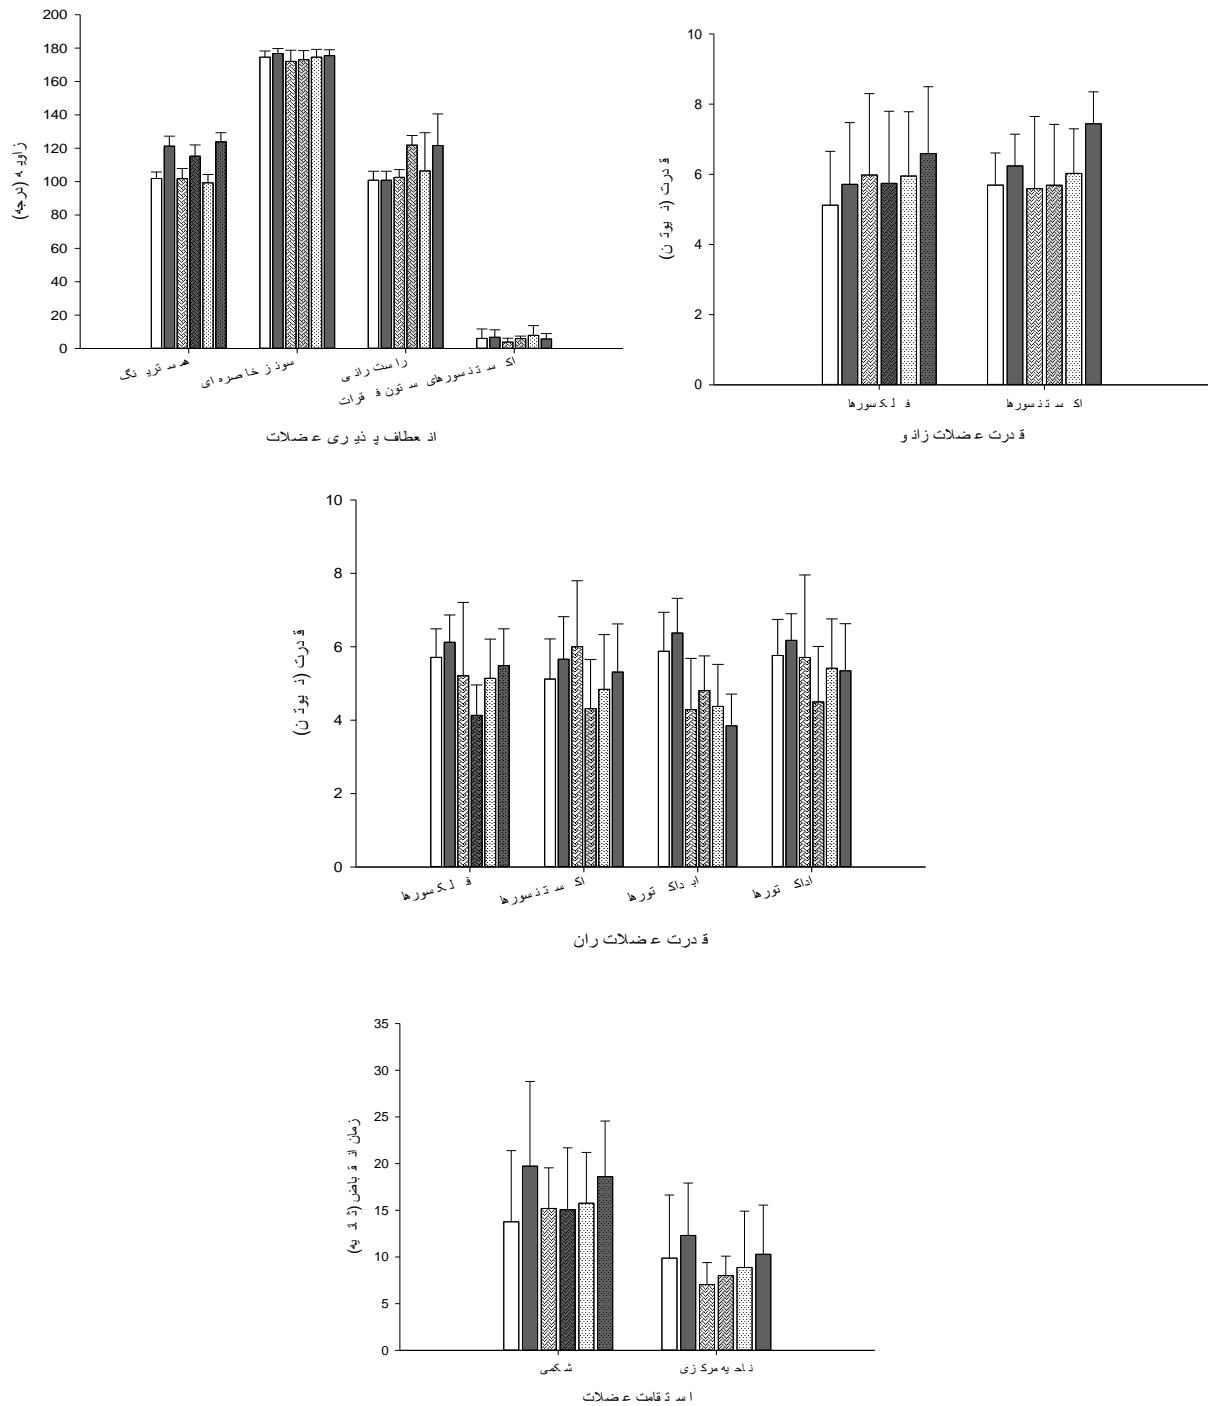 200
180
160
140
120
100
80
60
40
20
0
زاویه (درجه)
همسترینگ
سوئز خاصره ای
راست رانی
اکستنسورهای ستون فقرات
انعطاف پذیری عضلات
10
8
6
4
2
0
قدرت (نیوتن)
فلکسورها
اکستنسورها
قدرت عضلات زانو
10
8
6
4
2
0
قدرت (نیوتن)
فلکسورها
اکستنسورها
ابداکتورها
اداکتورها
قدرت عضلات ران
35
30
25
20
15
10
5
0
زمان انقباض (ثانیه)
شکمی
ناحیه مرکزی
استقامت عضلات